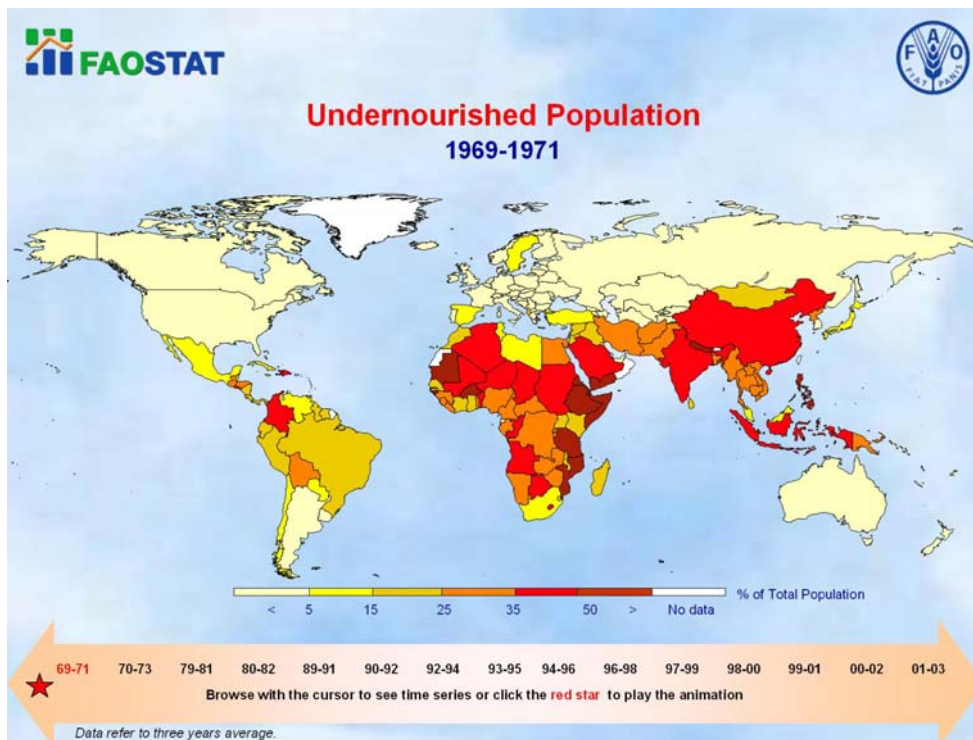 FAOSTAT
F A O
FIAT PANIS
Undernourished Population
1969-1971
% of Total Population
< 5 15 25 35 50 > No data
69-71 70-73 79-81 80-82 89-91 90-92 92-94 93-95 94-96 96-98 97-99 98-00 99-01 00-02 01-03
Browse with the cursor to see time series or click the red star to play the animation
Data refer to three years average.